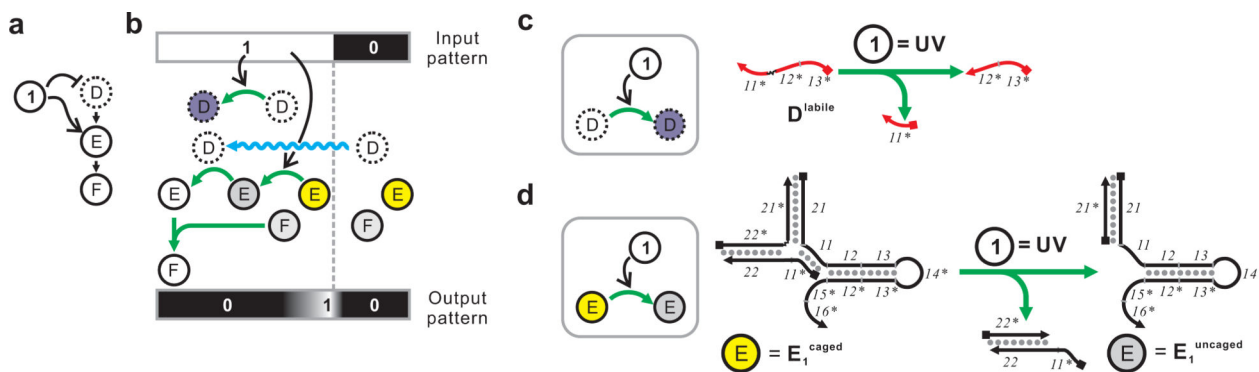 a
1
D
E
F
b
1 0
Input
pattern
D D
D D
E E E E
F F
F
0 1 0
Output
pattern
c
1
D D
11* 12* 13*
D labile
1 = UV
12* 13*
11*
d
1
E E
21* 21
22* 11 12 13
22 11* 14*
15* 12* 13*
16*
E = E1 caged
1 = UV
22*
22 11*
21* 21
11 12 13
14*
15* 12* 13*
16*
E = E1 uncaged